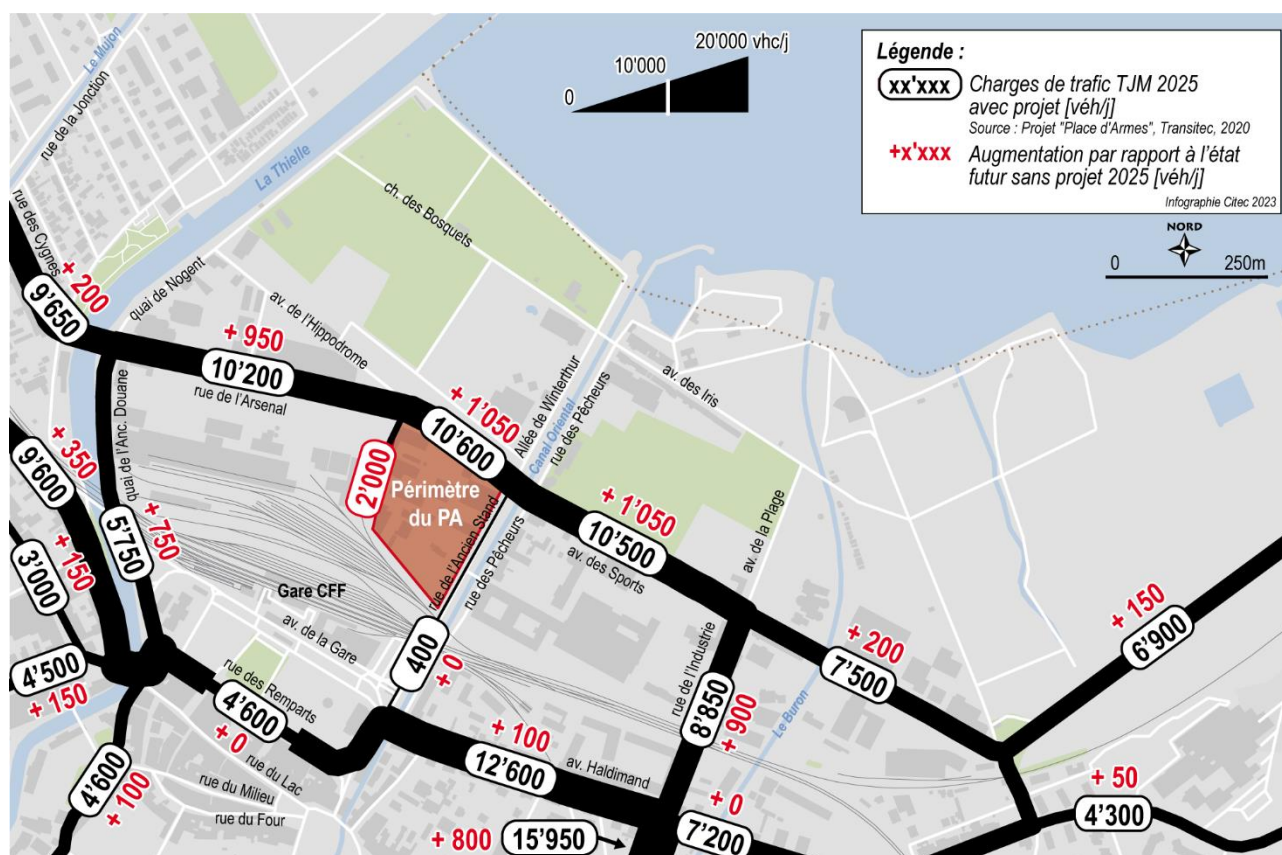 Le Mujon
rue de la Jonction
La Thielle
rue des Cygnes
quai de Nogent
ch. des Bosquets
av. de l'Hippodrome
20'000 vhc/j
10'000
0
Légende :
xx'xxx Charges de trafic TJM 2025
avec projet [véh/j]
Source : Projet "Place d'Armes", Transitec, 2020
+x'xxx Augmentation par rapport à l'état
futur sans projet 2025 [véh/j]
Infographie Citec 2023
NORD
0 250m
+ 200
9'650
+ 950
10'200
rue de l'Arsenal
+ 1'050
10'600
Allée de Winterthur
Canal Oriental
rue des Pêcheurs
av. des Iris
+ 350
9'600
quai de l'Anc. Douane
2'000
Périmètre
du PA
rue de l'Ancien Stand
rue des Pêcheurs
+ 1'050
10'500
av. des Sports
av. de la Plage
5'750
+ 750
3'000
+ 150
Gare CFF
av. de la Gare
400
+ 0
rue de l'Industrie
8'850
+ 900
Le Buron
+ 200
7'500
+ 150
6'900
4'500
+ 150
rue des Remparts
4'600
+ 0
rue du Lac
rue du Milieu
rue du Four
4'600
+ 100
+ 100
12'600
av. Haldimand
+ 0
7'200
+ 50
4'300
+ 800 15'950